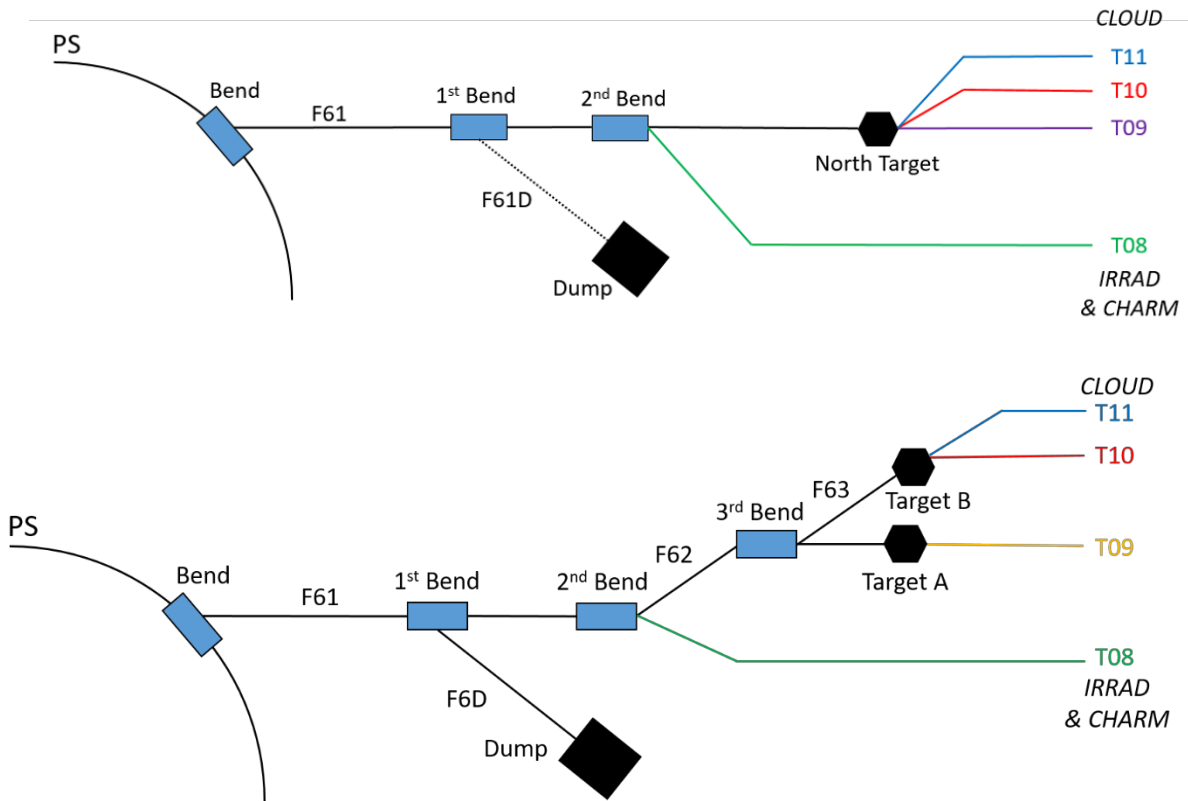 CLOUD
PS
T11
Bend
1st Bend
2nd Bend
T10
F61
T09
North Target
F61D
T08
Dump
IRRAD
& CHARM
CLOUD
T11
T10
F63
Target B
3rd Bend
PS
F62
T09
Bend
1st Bend
2nd Bend
Target A
F61
T08
F6D
IRRAD
Dump
& CHARM